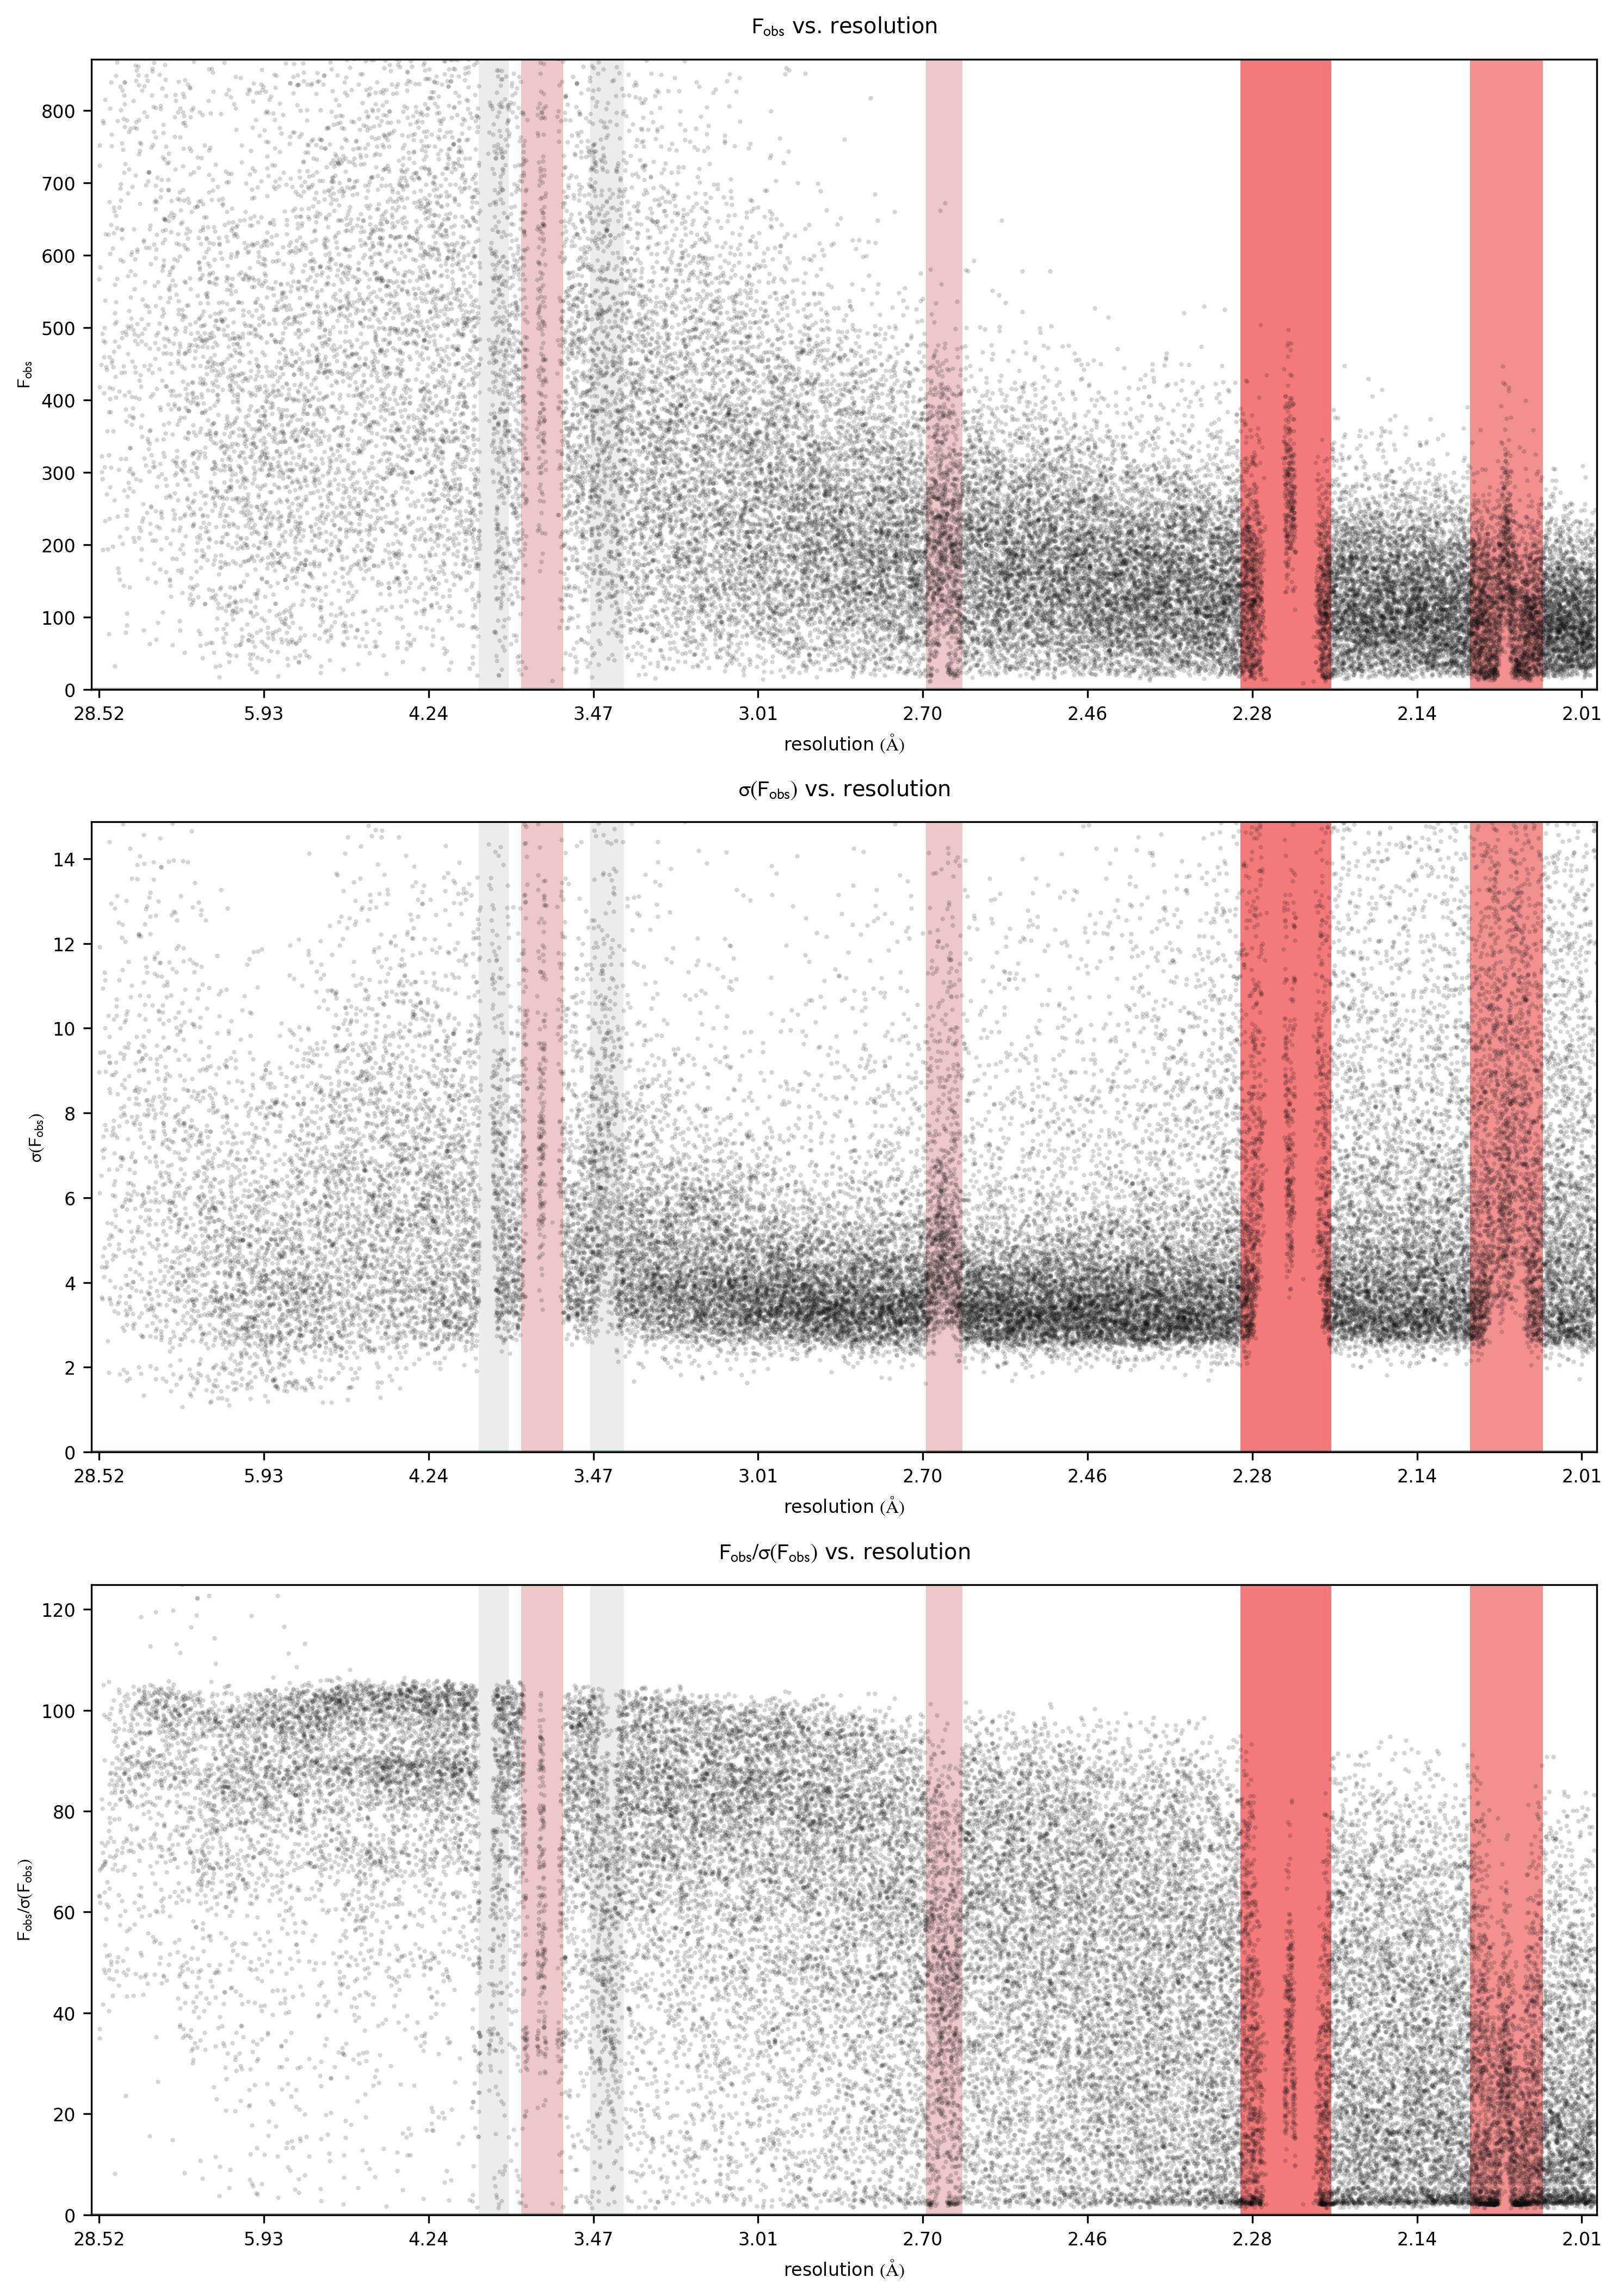 Fobs vs. resolution
800
700
600
500
400
300
200
100
0
Fobs
28.52 5.93 4.24 3.47 3.01 2.70 2.46 2.28 2.14 2.01
resolution (Å)
σ(Fobs) vs. resolution
14
12
10
8
6
4
2
0
σ(Fobs)
28.52 5.93 4.24 3.47 3.01 2.70 2.46 2.28 2.14 2.01
resolution (Å)
Fobs/σ(Fobs) vs. resolution
120
100
80
60
40
20
0
Fobs/σ(Fobs)
28.52 5.93 4.24 3.47 3.01 2.70 2.46 2.28 2.14 2.01
resolution (Å)